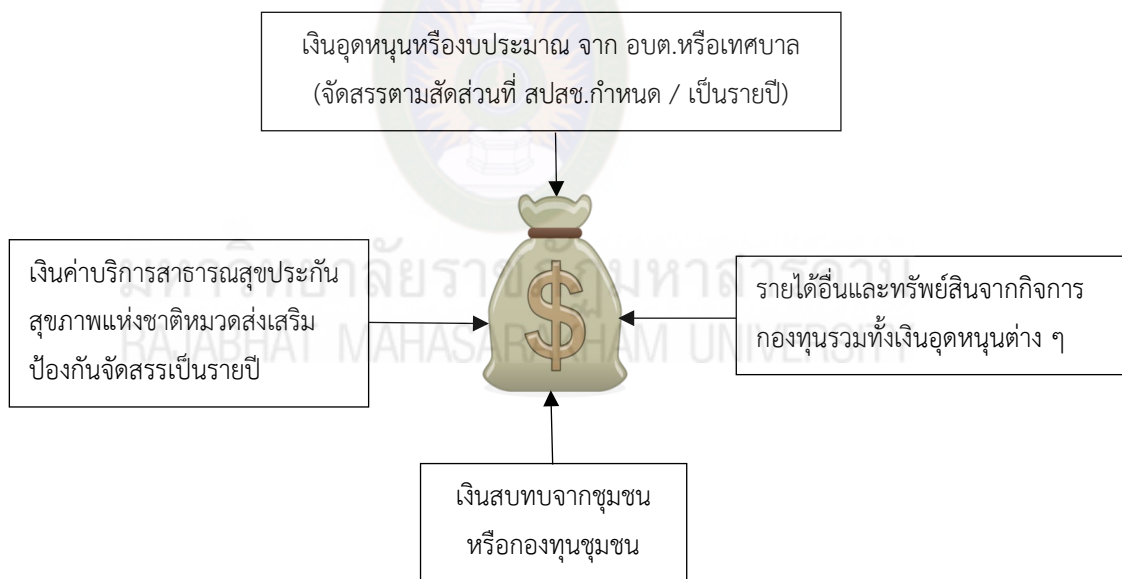 เงินอุดหนุนหรืองบประมาณ จาก อบต.หรือเทศบาล
(จัดสรรตามสัดส่วนที่ สปสช.กำหนด / เป็นรายปี)
เงินค่าบริการสาธารณสุขประกัน
สุขภาพแห่งชาติหมวดส่งเสริม
ป้องกันจัดสรรเป็นรายปี
$
รายได้อื่นและทรัพย์สินจากกิจการ
กองทุนรวมทั้งเงินอุดหนุนต่าง ๆ
มหาวิทยาลัยราชภัฏมหาสารคาม
RAJABHAT MAHASARAKHAM UNIVERSITY
เงินสบทบจากชุมชน
หรือกองทุนชุมชน